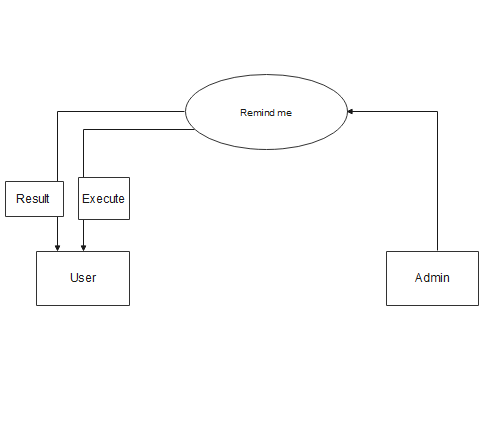 Remind me
Result
Execute
User
Admin